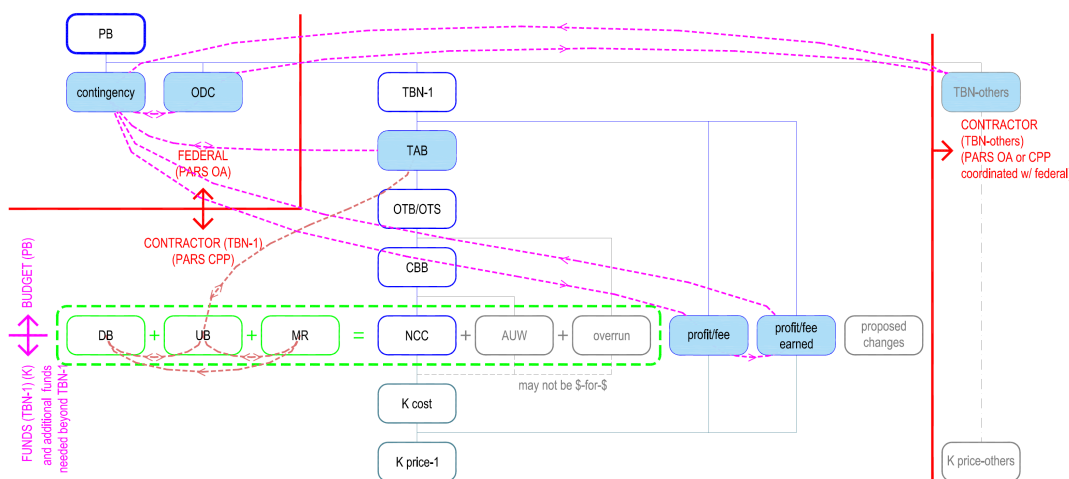 PB
contingency
ODC
TBN-1
TBN-others
CONTRACTOR
(TBN-others)
(PARS OA or CPP
coordinated w/ federal
TAB
FEDERAL
(PARS OA)
OTB/OTS
CONTRACTOR (TBN-1)
(PARS CPP)
CBB
BUDGET (PB)
DB + UB + MR = NCC + AUW + overrun
profit/fee
profit/fee
earned
proposed
changes
may not be $-for-$
FUNDS (TBN-1) (K)
and additional funds
needed beyond TBN-
K cost
K price-1
K price-others